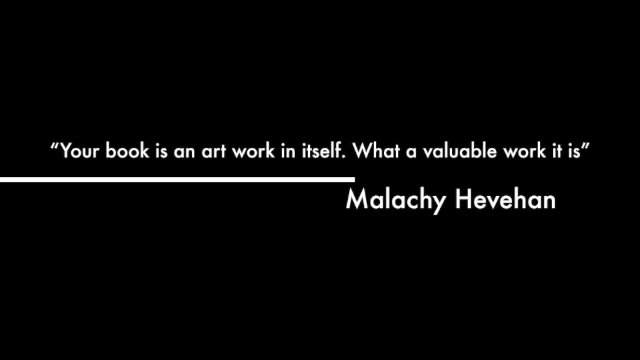 “Your book is an art work in itself. What a valuable work it is”
Malachy Hevehan